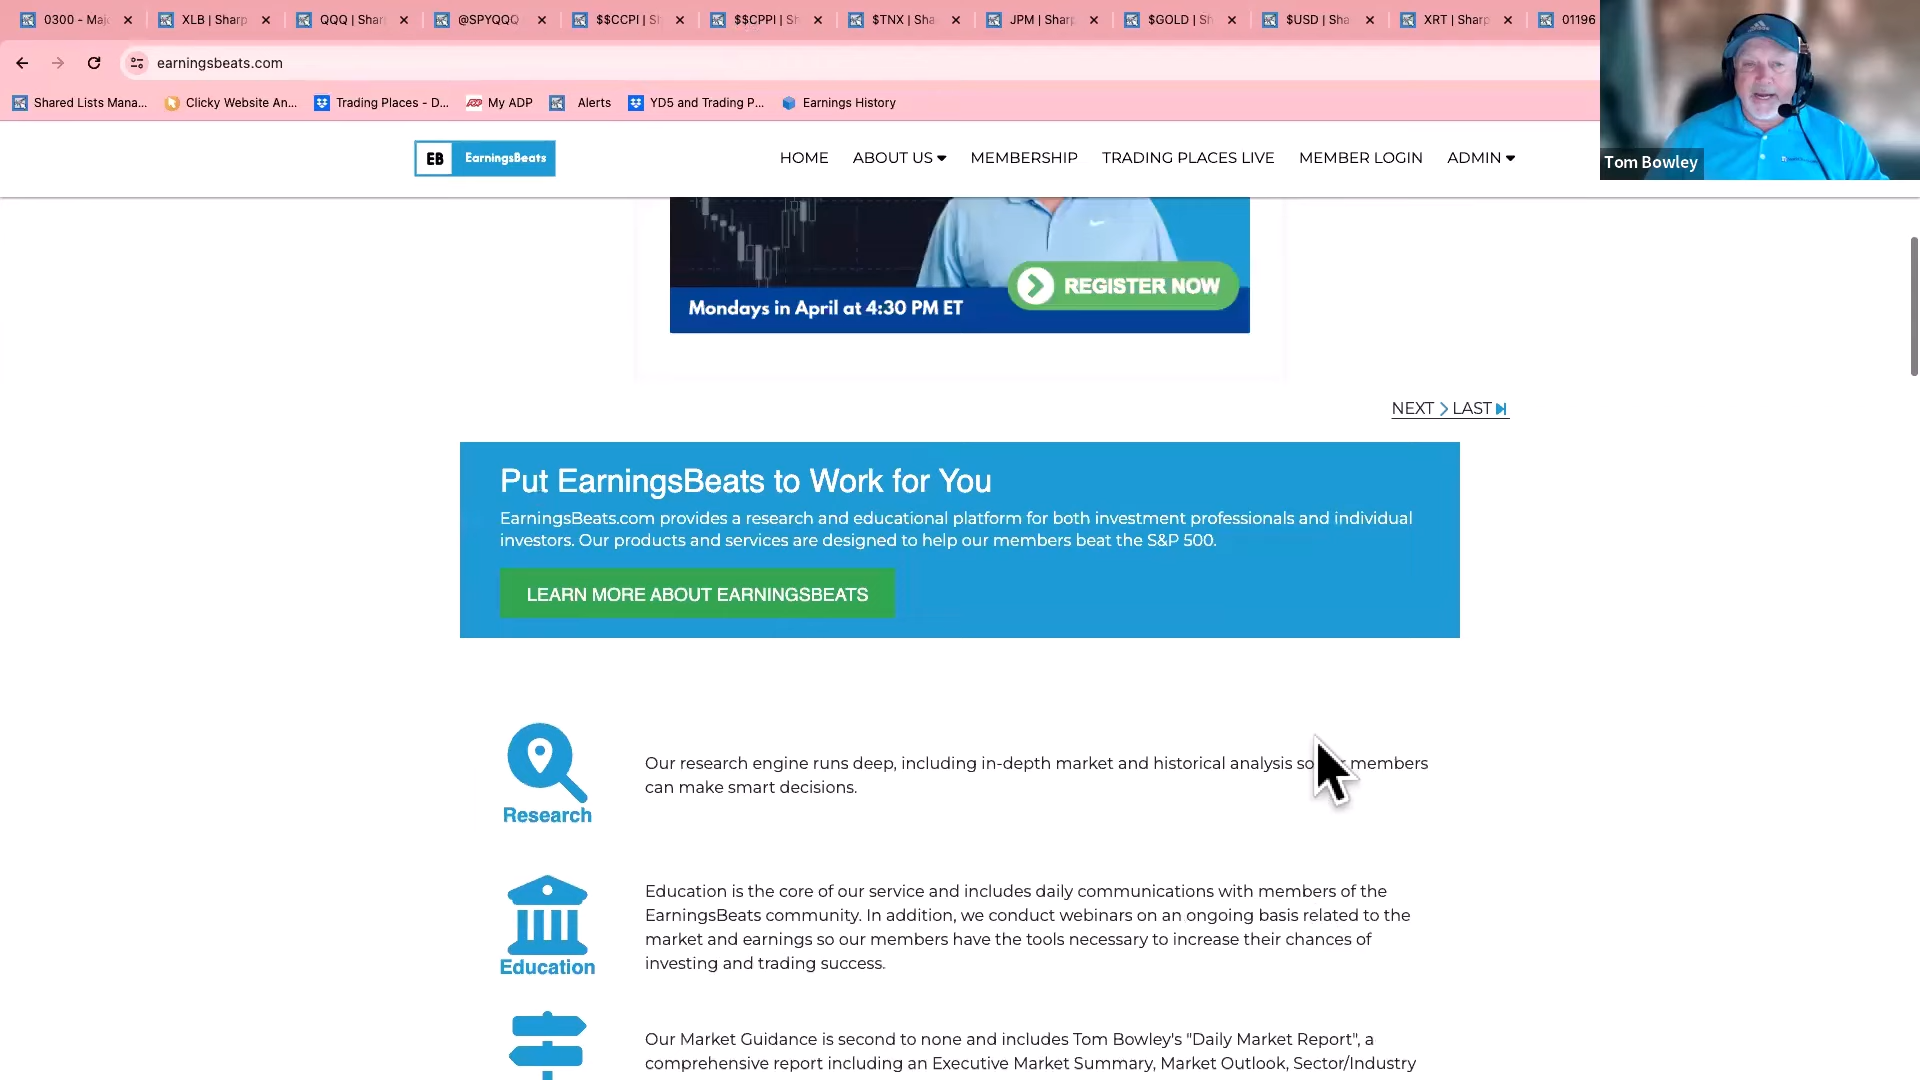 0300 - Maj
XLB | Sharp
QQQ | Shar
@SPYQQQ
$$CCPI | S
$$CPPI | Sh
$TNX | Sha
JPM | Sharp
$GOLD | Sh
$USD | Sha
XRT | Sharp
01196
earningsbeats.com
Shared Lists Mana...
Clicky Website An...
Trading Places - D...
My ADP
Alerts
YD5 and Trading P...
Earnings History
Tom Bowley
EB EarningsBeats
HOME
ABOUT US
MEMBERSHIP
TRADING PLACES LIVE
MEMBER LOGIN
ADMIN
REGISTER NOW
Mondays in April at 4:30 PM ET
NEXT LAST
Put EarningsBeats to Work for You
EarningsBeats.com provides a research and educational platform for both investment professionals and individual
investors. Our products and services are designed to help our members beat the S&P 500.
LEARN MORE ABOUT EARNINGSBEATS
Research
Our research engine runs deep, including in-depth market and historical analysis so members
can make smart decisions.
Education
Education is the core of our service and includes daily communications with members of the
EarningsBeats community. In addition, we conduct webinars on an ongoing basis related to the
market and earnings so our members have the tools necessary to increase their chances of
investing and trading success.
Our Market Guidance is second to none and includes Tom Bowley's "Daily Market Report", a
comprehensive report including an Executive Market Summary, Market Outlook, Sector/Industry